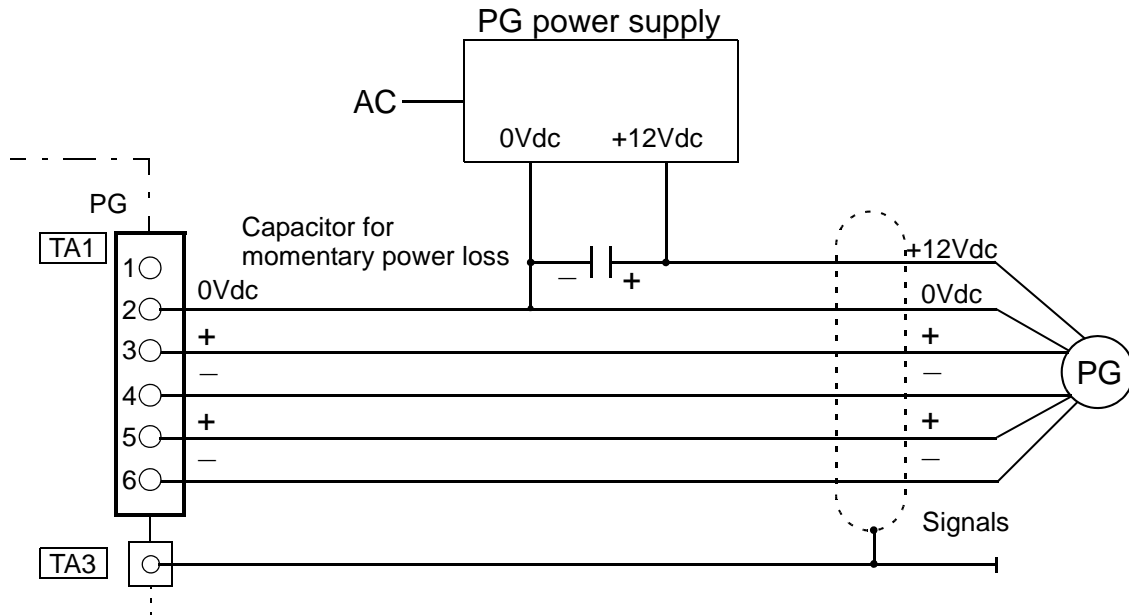 PG power supply
AC
0Vdc +12Vdc
PG
Capacitor for
momentary power loss
TA1
1
− +
+12Vdc
0Vdc
0Vdc
2
+ +
3
− −
4
PG
+ +
5
− −
6
Signals
TA3